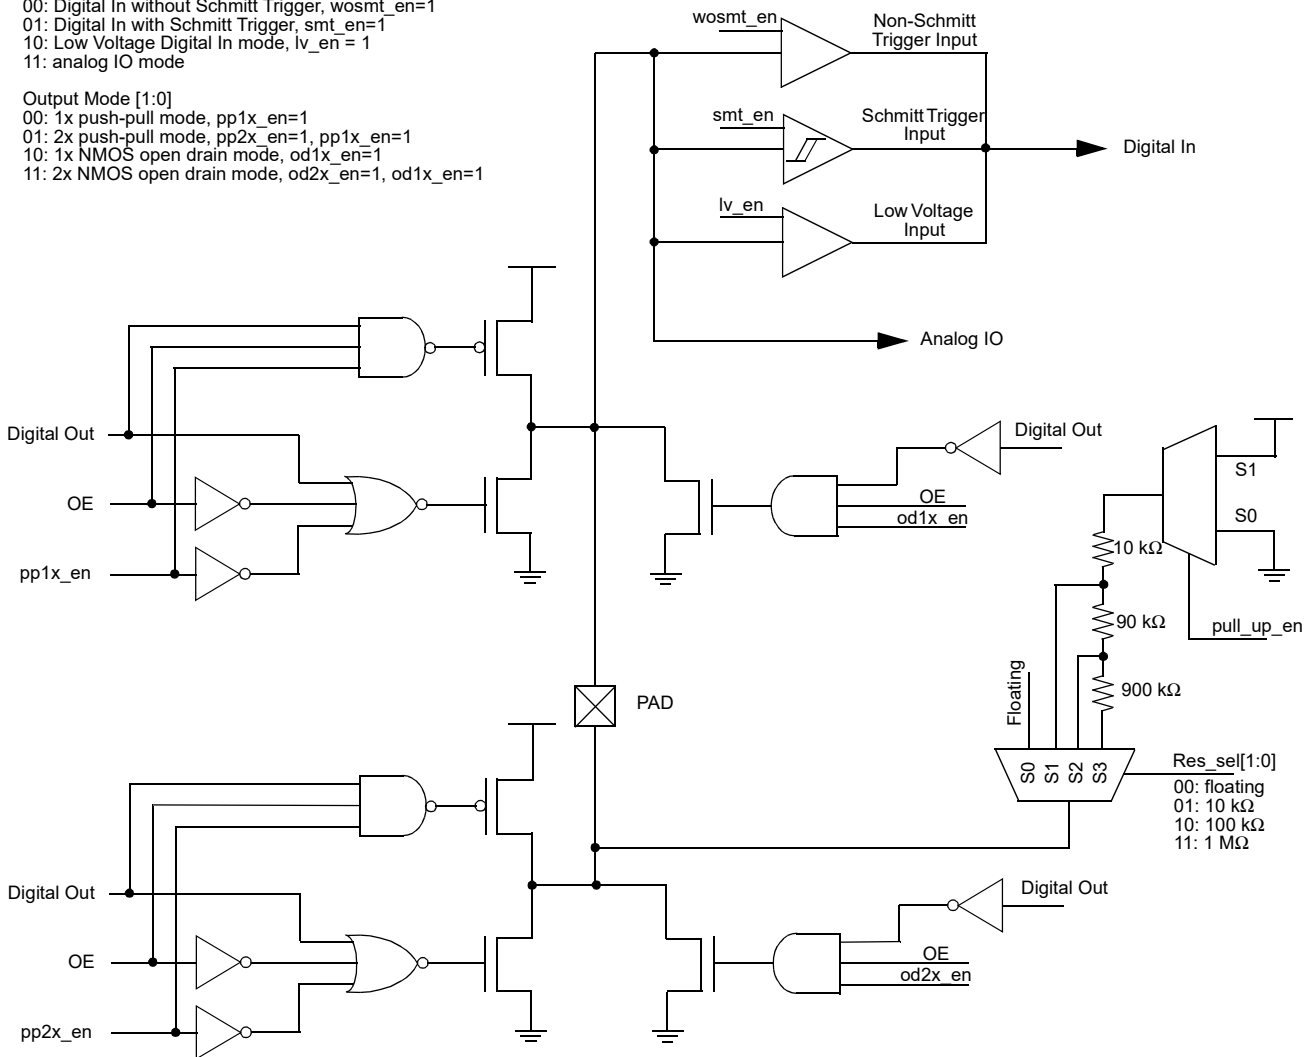 00: Digital In without Schmitt Trigger, wosmt_en=1
01: Digital In with Schmitt Trigger, smt_en=1
10: Low Voltage Digital In mode, lv_en = 1
11: analog IO mode
Output Mode [1:0]
00: 1x push-pull mode, pp1x_en=1
01: 2x push-pull mode, pp2x_en=1, pp1x_en=1
10: 1x NMOS open drain mode, od1x_en=1
11: 2x NMOS open drain mode, od2x_en=1, od1x_en=1
wosmt_en
Non-Schmitt
Trigger Input
smt_en
Schmitt Trigger
Input
Digital In
lv_en
Low Voltage
Input
Analog IO
Digital Out
OE
pp1x_en
Digital Out
OE
od1x_en
S1
S0
10 kΩ
90 kΩ
900 kΩ
pull_up_en
Floating
S0
S1
S2
S3
Res_sel[1:0]
00: floating
01: 10 kΩ
10: 100 kΩ
11: 1 MΩ
PAD
Digital Out
OE
pp2x_en
Digital Out
OE
od2x_en